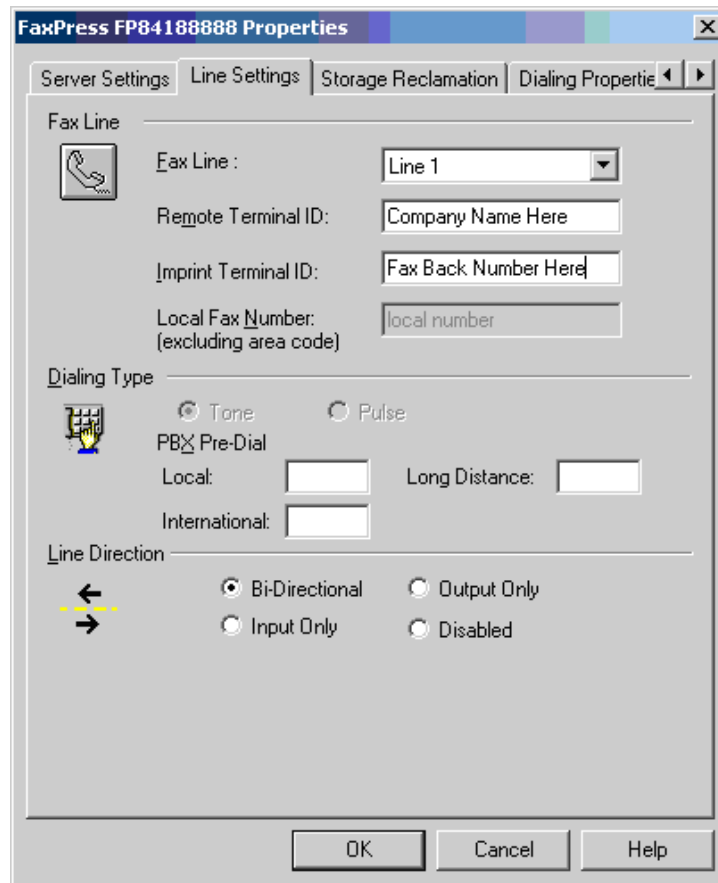 FaxPress FP84188888 Properties
Server Settings
Line Settings
Storage Reclamation
Dialing Propertie
Fax Line
Fax Line :
Line 1
Remote Terminal ID:
Company Name Here
Imprint Terminal ID:
Fax Back Number Here
Local Fax Number:
(excluding area code)
local number
Dialing Type
Tone
Pulse
PBX Pre-Dial
Local:
Long Distance:
International:
Line Direction
Bi-Directional
Output Only
Input Only
Disabled
OK
Cancel
Help